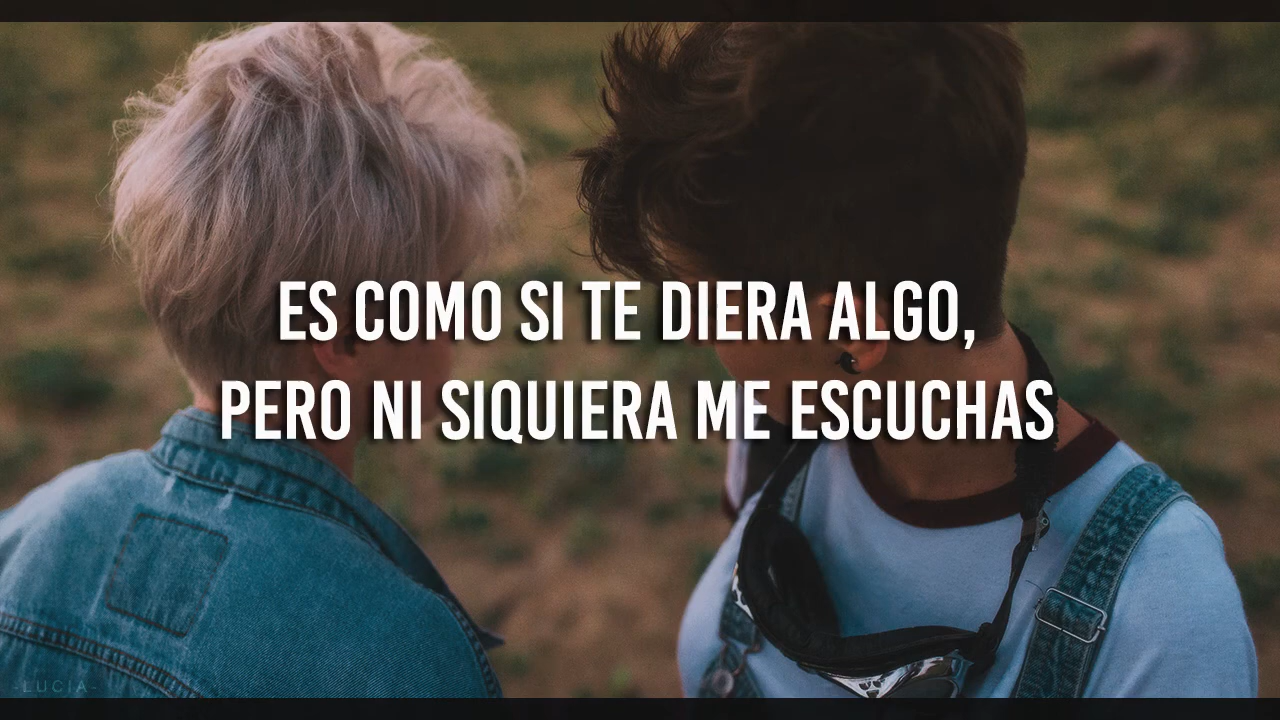 ES COMO SI TE DIERA ALGO,
PERO NI SIQUIERA ME ESCUCHAS
-LUCIA-